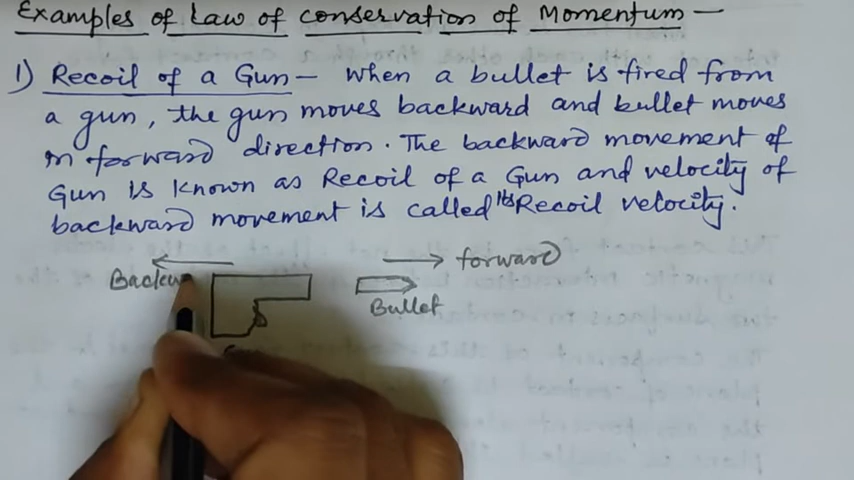 Examples of Law of conservation of Momentum —
1) Recoil of a Gun — when a bullet is fired from
a gun, the gun moves backward and bullet moves
in forward direction. The backward movement of
Gun is known as Recoil of a Gun and velocity of
backward movement is called its Recoil velocity.
forward
Backw
Bullet